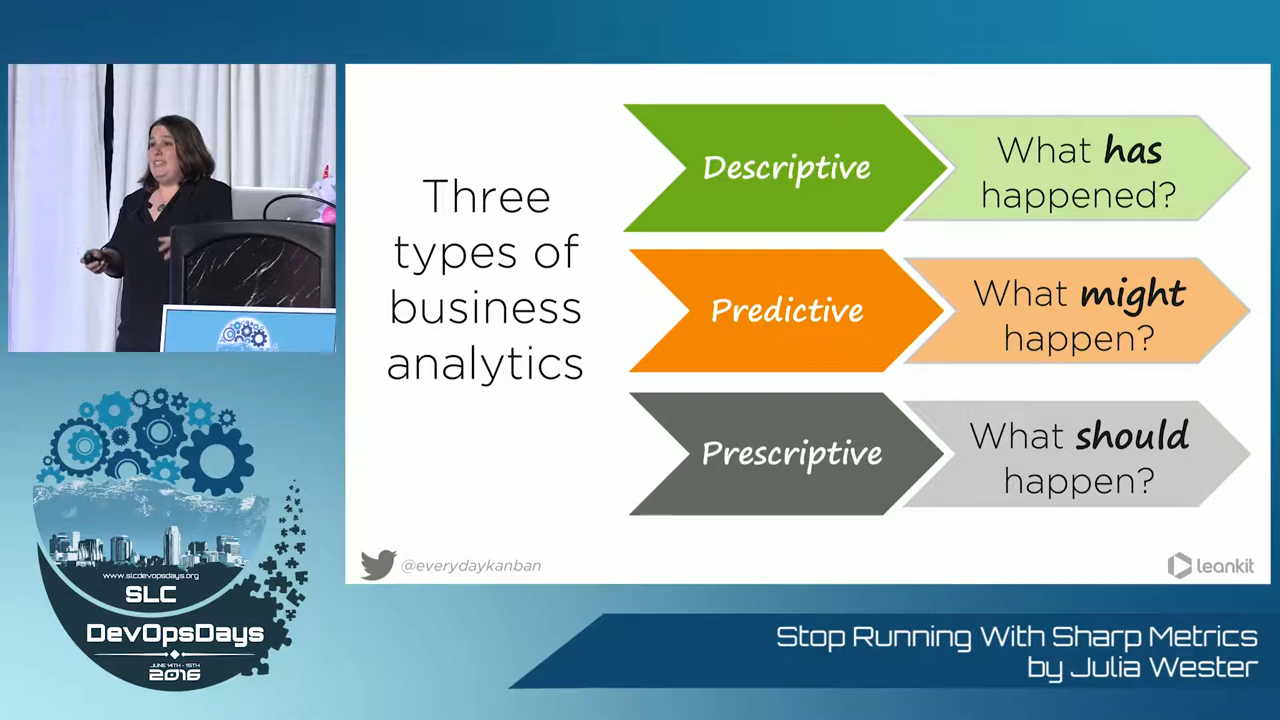 Three
types of
business
analytics
Descriptive
What has
happened?
Predictive
What might
happen?
Prescriptive
What should
happen?
@everydaykanban
leankit
www.slcdevopsdays.org
SLC
DevOpsDays
JUNE 14TH - 15TH
2016
Stop Running With Sharp Metrics
by Julia Wester